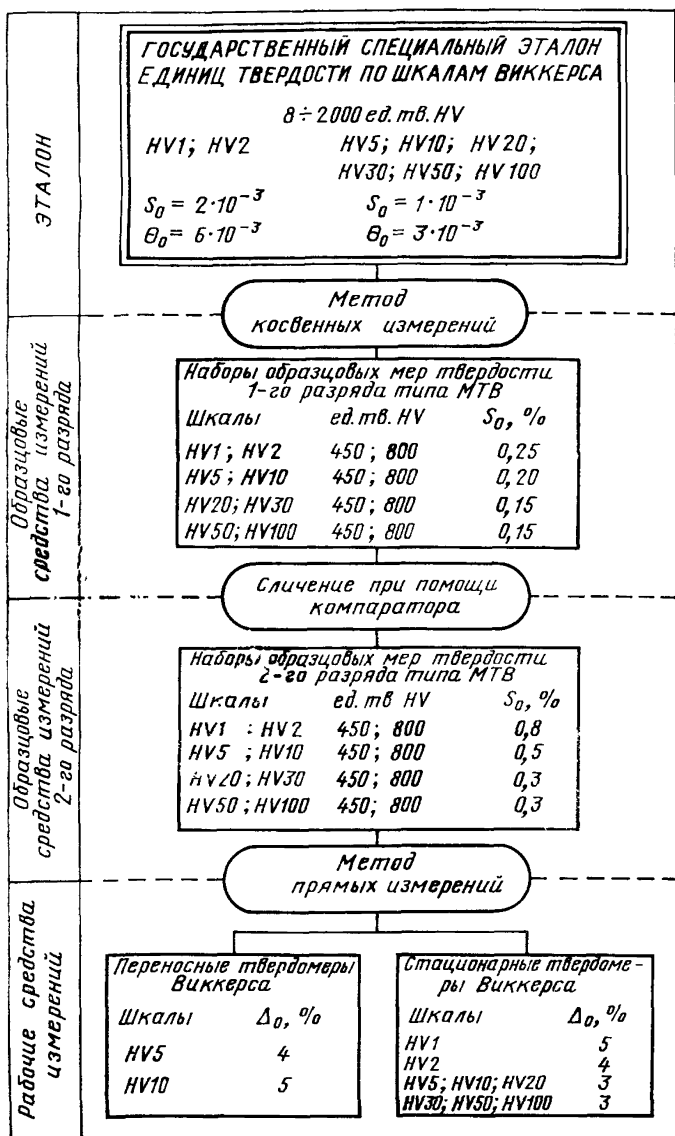 ЭТАЛОН
ГОСУДАРСТВЕННЫЙ СПЕЦИАЛЬНЫЙ ЭТАЛОН
ЕДИНИЦ ТВЕРДОСТИ ПО ШКАЛАМ ВИККЕРСА
8÷2000 ед. тв. HV
HV1; HV2 HV5; HV10; HV20;
HV30; HV50; HV100
S₀ = 2·10⁻³ S₀ = 1·10⁻³
Θ₀ = 6·10⁻³ Θ₀ = 3·10⁻³
Метод
косвенных измерений
Образцовые
средства измерений
1-го разряда
Наборы образцовых мер твердости
1-го разряда типа МТВ
Шкалы ед. тв. HV S₀, %
HV1; HV2 450; 800 0,25
HV5; HV10 450; 800 0,20
HV20; HV30 450; 800 0,15
HV50; HV100 450; 800 0,15
Сличение при помощи
компаратора
Образцовые
средства измерений
2-го разряда
Наборы образцовых мер твердости
2-го разряда типа МТВ
Шкалы ед. тв HV S₀, %
HV1 ; HV2 450; 800 0,8
HV5 ; HV10 450; 800 0,5
HV20; HV30 450; 800 0,3
HV50; HV100 450; 800 0,3
Метод
прямых измерений
Рабочие средства
измерений
Переносные твердомеры
Виккерса
Шкалы Δ₀, %
HV5 4
HV10 5
Стационарные твердоме-
ры Виккерса
Шкалы Δ₀, %
HV1 5
HV2 4
HV5; HV10; HV20 3
HV30; HV50; HV100 3